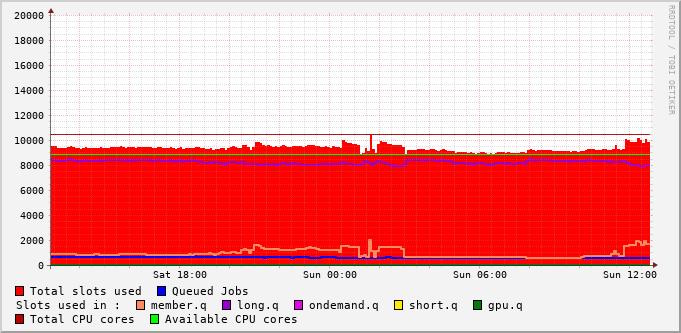 20000
18000
16000
14000
12000
10000
8000
6000
4000
2000
0
Sat 18:00 Sun 00:00 Sun 06:00 Sun 12:00
Total slots used Queued Jobs
Slots used in : member.q long.q ondemand.q short.q gpu.q
Total CPU cores Available CPU cores
RRDTOOL / TOBI OETIKER